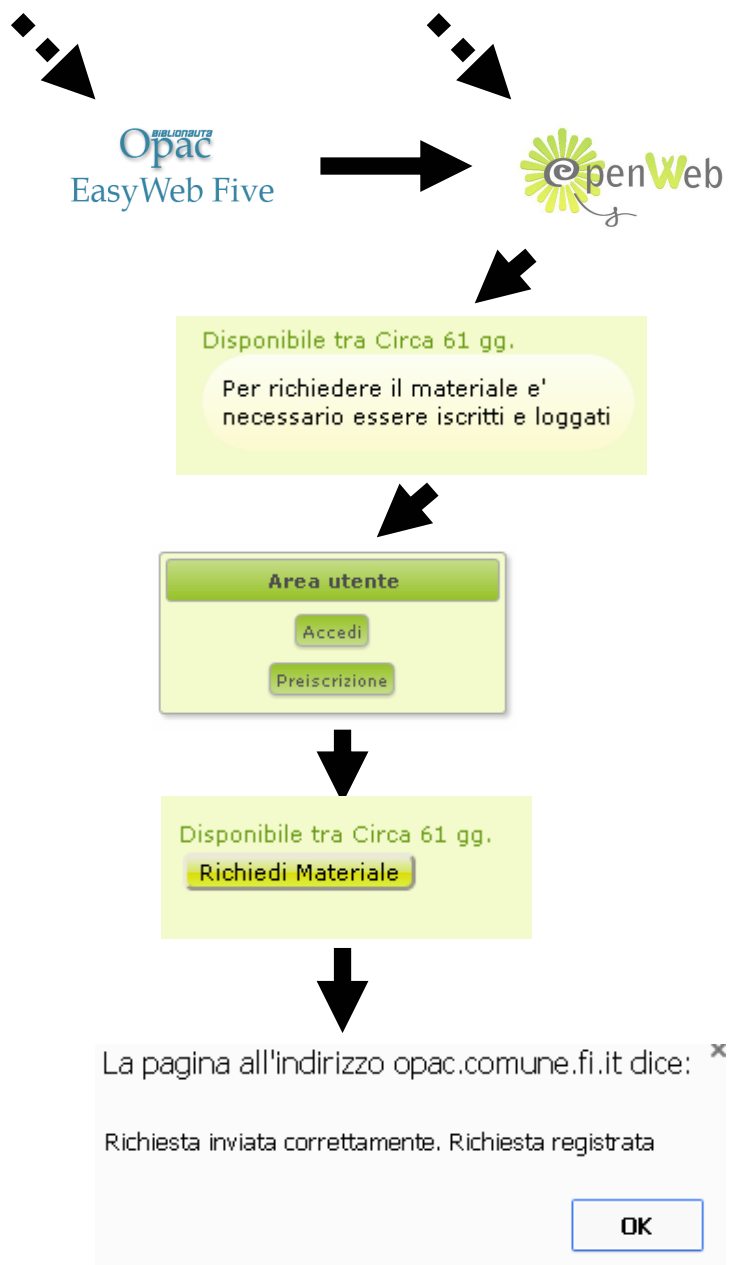 BIBLIONAUTA
Opac
EasyWeb Five
OpenWeb
Disponibile tra Circa 61 gg.
Per richiedere il materiale e'
necessario essere iscritti e loggati
Area utente
Accedi
Preiscrizione
Disponibile tra Circa 61 gg.
Richiedi Materiale
La pagina all'indirizzo opac.comune.fi.it dice:
Richiesta inviata correttamente. Richiesta registrata
OK